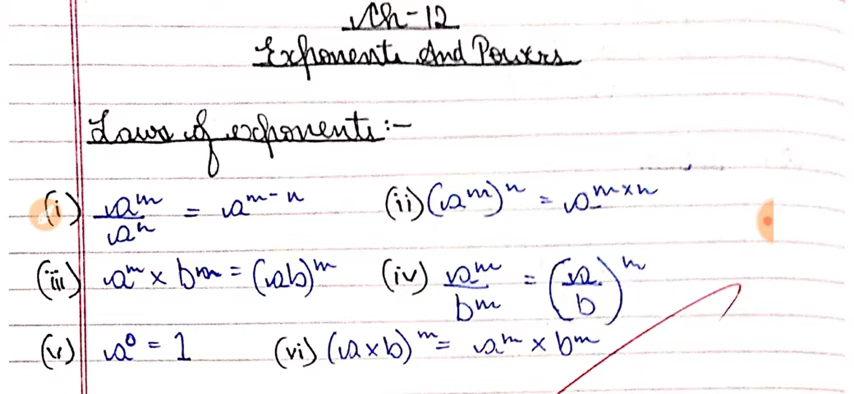 Ch-12
Exponents And Powers
Laws of exponents:-
(i) a^m/a^n = a^(m-n) (ii) (a^m)^n = a^(m×n)
(iii) a^m × b^m = (ab)^m (iv) a^m/b^m = (a/b)^m
(v) a^0 = 1 (vi) (a×b)^m = a^m × b^m